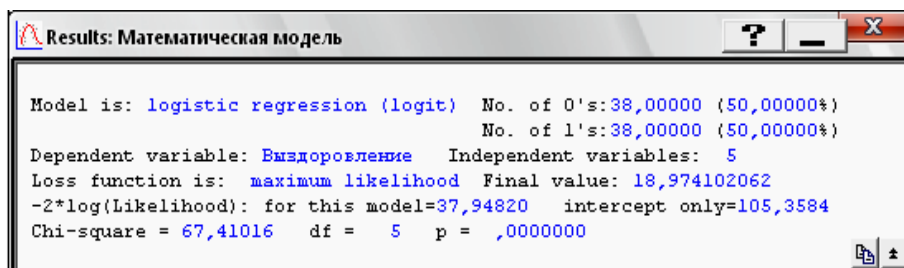 Results: Математическая модель
?
X
Model is: logistic regression (logit) No. of 0's:38,00000 (50,00000%)
No. of 1's:38,00000 (50,00000%)
Dependent variable: Выздоровление Independent variables: 5
Loss function is: maximum likelihood Final value: 18,974102062
-2*log(Likelihood): for this model=37,94820 intercept only=105,3584
Chi-square = 67,41016 df = 5 p = ,0000000